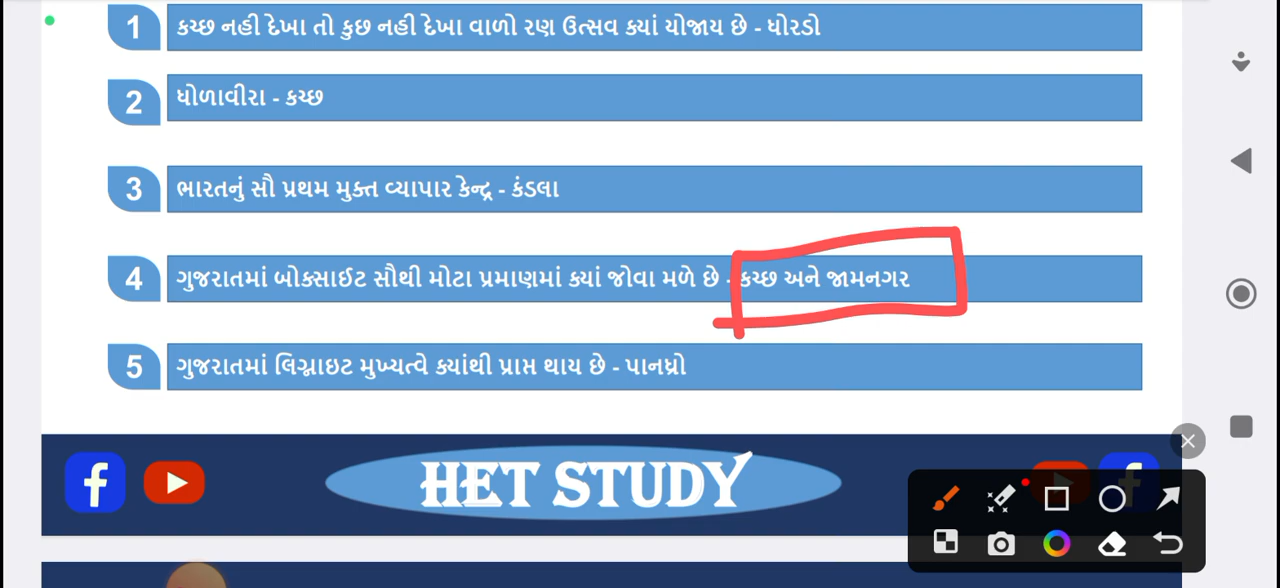 1 કચ્છ નહી દેખા તો કુછ નહી દેખા વાળો રણ ઉત્સવ ક્યાં યોજાય છે - ધોરડો
2 ધોળાવીરા - કચ્છ
3 ભારતનું સૌ પ્રથમ મુક્ત વ્યાપાર કેન્દ્ર - કંડલા
4 ગુજરાતમાં બોક્સાઈટ સૌથી મોટા પ્રમાણમાં ક્યાં જોવા મળે છે - કચ્છ અને જામનગર
5 ગુજરાતમાં લિગ્નાઇટ મુખ્યત્વે ક્યાંથી પ્રાપ્ત થાય છે - પાનધ્રો
HET STUDY